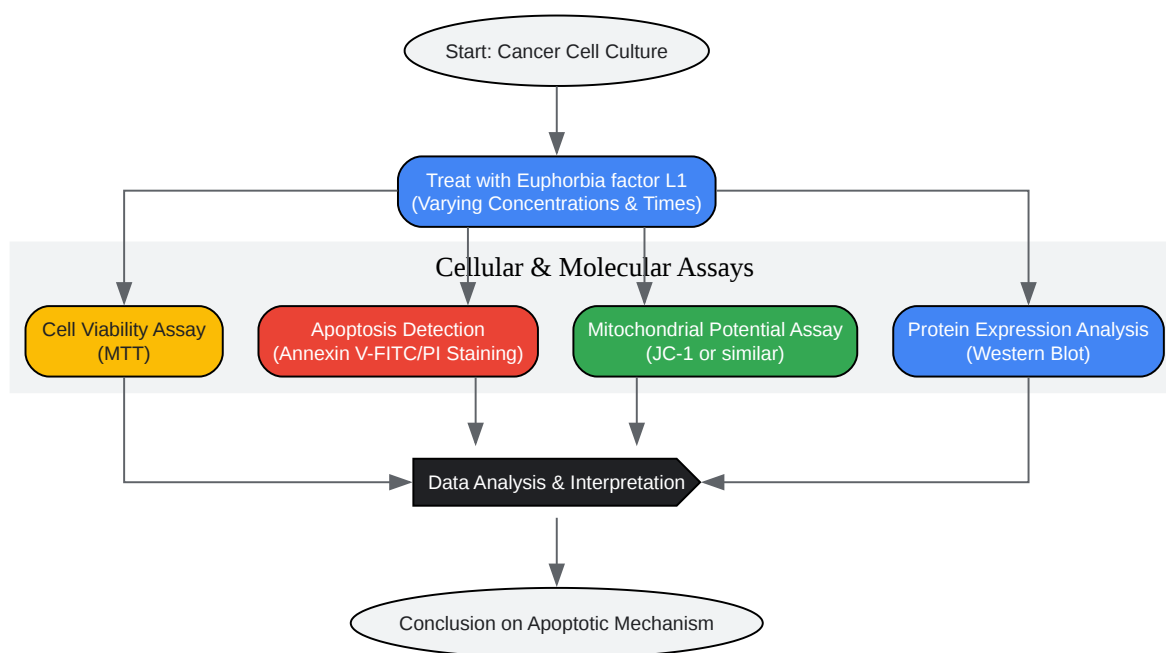 Start: Cancer Cell Culture
Treat with Euphorbia factor L1
(Varying Concentrations & Times)
Cellular & Molecular Assays
Cell Viability Assay
(MTT)
Apoptosis Detection
(Annexin V-FITC/PI Staining)
Mitochondrial Potential Assay
(JC-1 or similar)
Protein Expression Analysis
(Western Blot)
Data Analysis & Interpretation
Conclusion on Apoptotic Mechanism